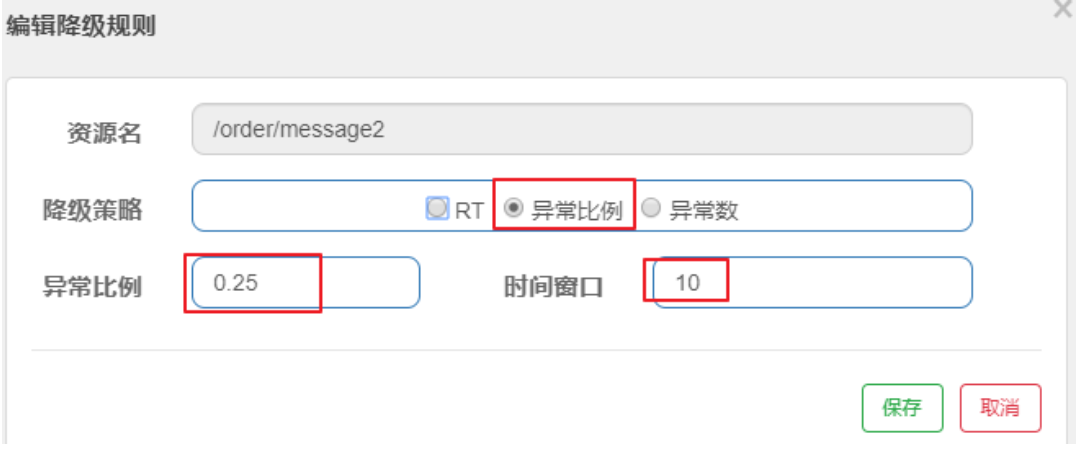 编辑降级规则 ×
资源名 /order/message2
降级策略 RT 异常比例 异常数
异常比例 0.25 时间窗口 10
保存 取消